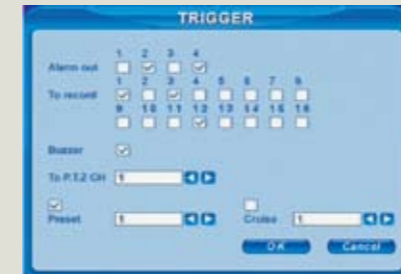 TRIGGER
1 2 3 4
Alarm out
1 2 3 4 5 6 7 8
To record
9 10 11 12 13 14 15 16
Buzzer
To P.T.Z CH 1
Preset 1 Cruise 1
OK Cancel